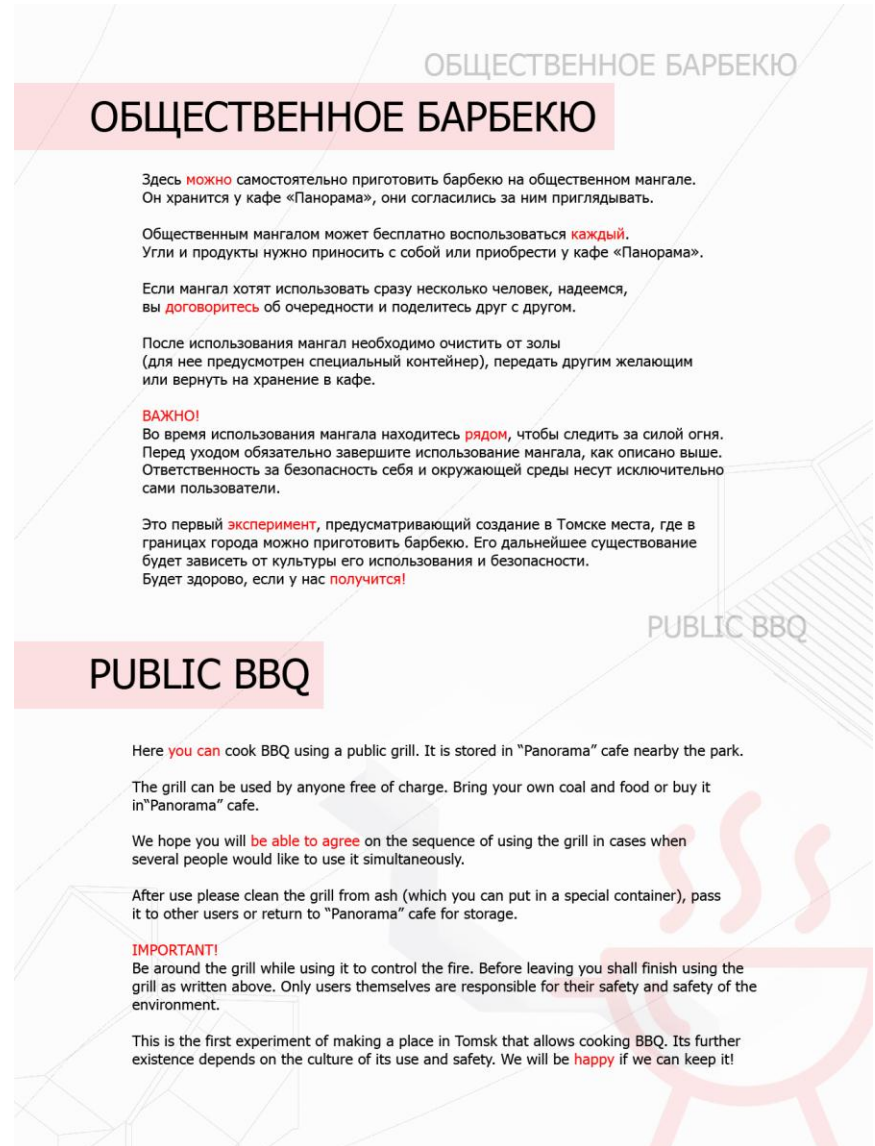 ОБЩЕСТВЕННОЕ БАРБЕКЮ
ОБЩЕСТВЕННОЕ БАРБЕКЮ
Здесь можно самостоятельно приготовить барбекю на общественном мангале.
Он хранится у кафе «Панорама», они согласились за ним приглядывать.
Общественным мангалом может бесплатно воспользоваться каждый.
Угли и продукты нужно приносить с собой или приобрести у кафе «Панорама».
Если мангал хотят использовать сразу несколько человек, надеемся,
вы договоритесь об очередности и поделитесь друг с другом.
После использования мангал необходимо очистить от золы
(для нее предусмотрен специальный контейнер), передать другим желающим
или вернуть на хранение в кафе.
ВАЖНО!
Во время использования мангала находитесь рядом, чтобы следить за силой огня.
Перед уходом обязательно завершите использование мангала, как описано выше.
Ответственность за безопасность себя и окружающей среды несут исключительно
сами пользователи.
Это первый эксперимент, предусматривающий создание в Томске места, где в
границах города можно приготовить барбекю. Его дальнейшее существование
будет зависеть от культуры его использования и безопасности.
Будет здорово, если у нас получится!
PUBLIC BBQ
PUBLIC BBQ
Here you can cook BBQ using a public grill. It is stored in “Panorama” cafe nearby the park.
The grill can be used by anyone free of charge. Bring your own coal and food or buy it
in“Panorama” cafe.
We hope you will be able to agree on the sequence of using the grill in cases when
several people would like to use it simultaneously.
After use please clean the grill from ash (which you can put in a special container), pass
it to other users or return to “Panorama” cafe for storage.
IMPORTANT!
Be around the grill while using it to control the fire. Before leaving you shall finish using the
grill as written above. Only users themselves are responsible for their safety and safety of the
environment.
This is the first experiment of making a place in Tomsk that allows cooking BBQ. Its further
existence depends on the culture of its use and safety. We will be happy if we can keep it!